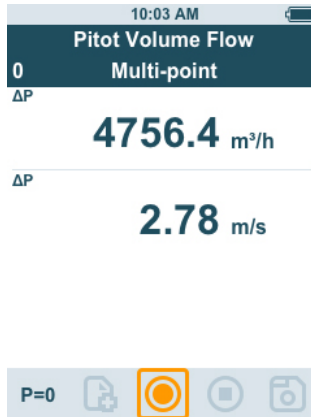 10:03 AM
Pitot Volume Flow
0 Multi-point
ΔP
4756.4 m³/h
ΔP
2.78 m/s
P=0